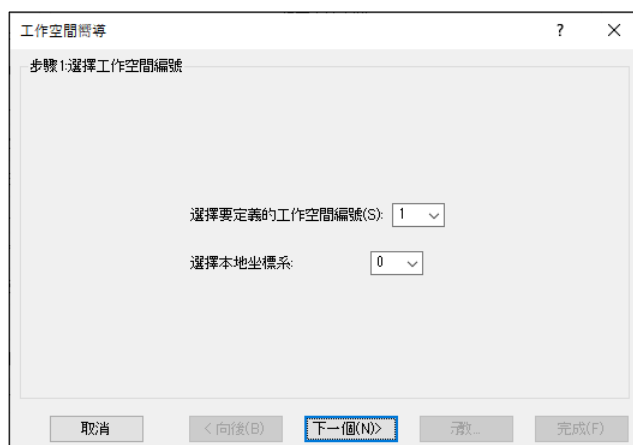 工作空間嚮導
?
步驟1:選擇工作空間編號
選擇要定義的工作空間編號(S): 1
選擇本地坐標系: 0
取消 <向後(B) 下一個(N)> 完成(F)